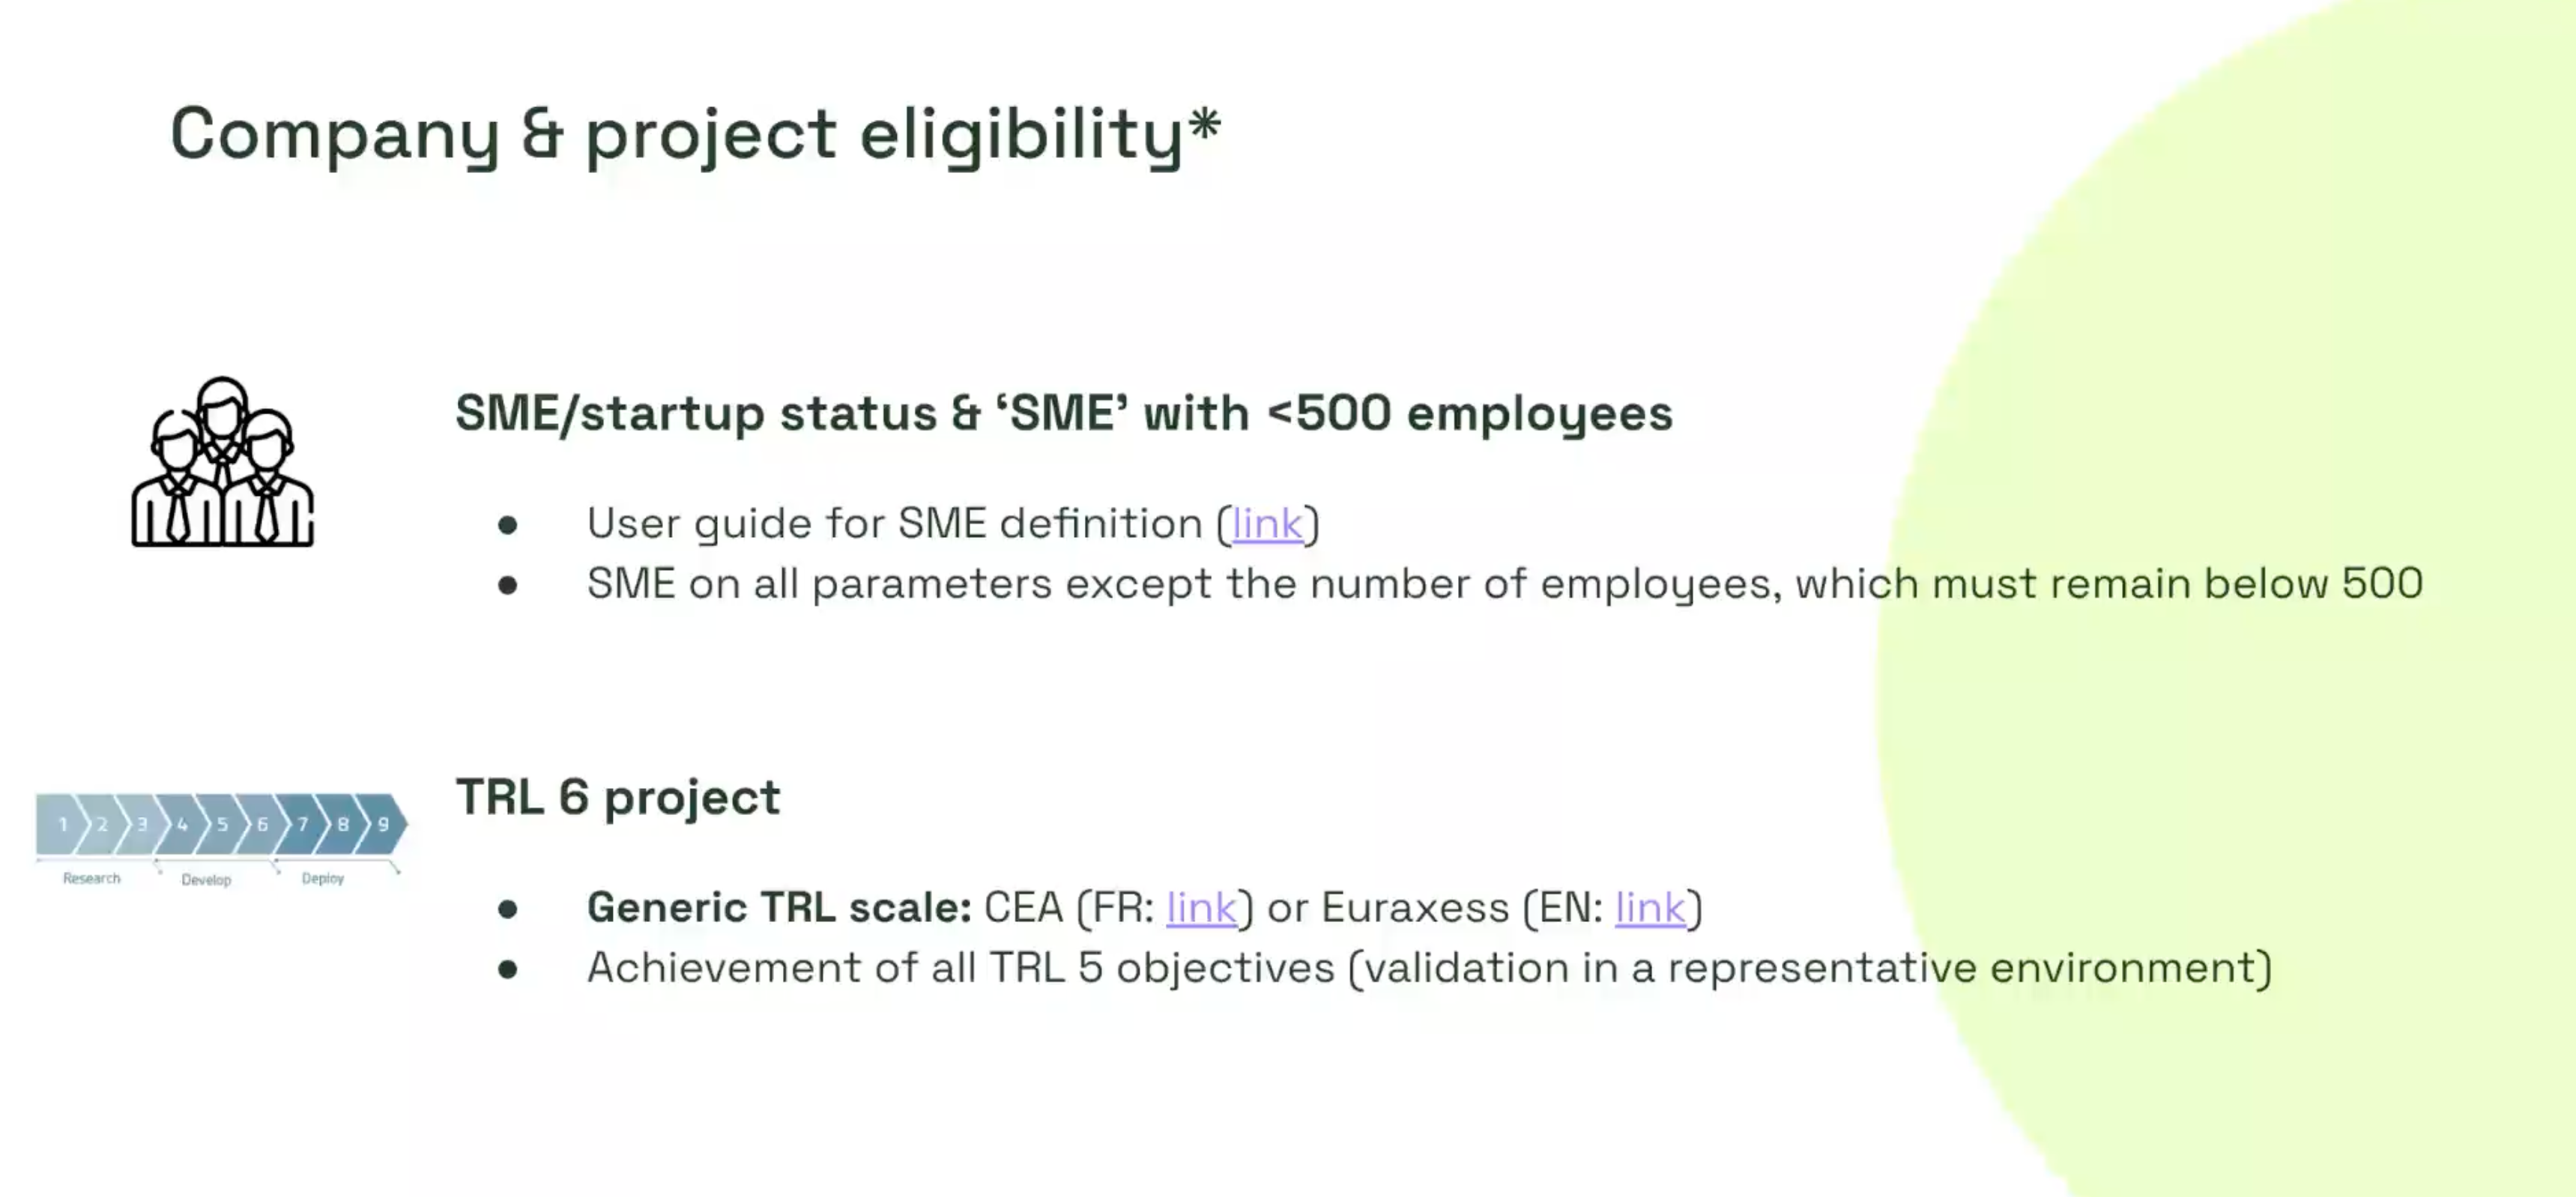 Company & project eligibility*
SME/startup status & ‘SME’ with <500 employees
● User guide for SME definition (link)
● SME on all parameters except the number of employees, which must remain below 500
TRL 6 project
1 2 3 4 5 6 7 8 9
Research Develop Deploy
● Generic TRL scale: CEA (FR: link) or Euraxess (EN: link)
● Achievement of all TRL 5 objectives (validation in a representative environment)